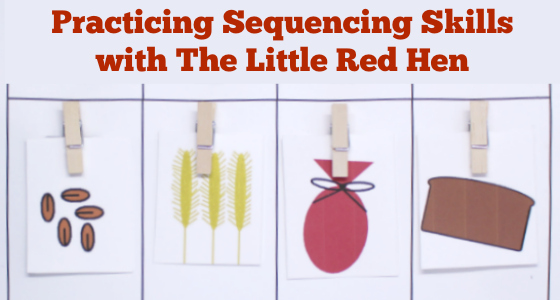 Practicing Sequencing Skills
with The Little Red Hen